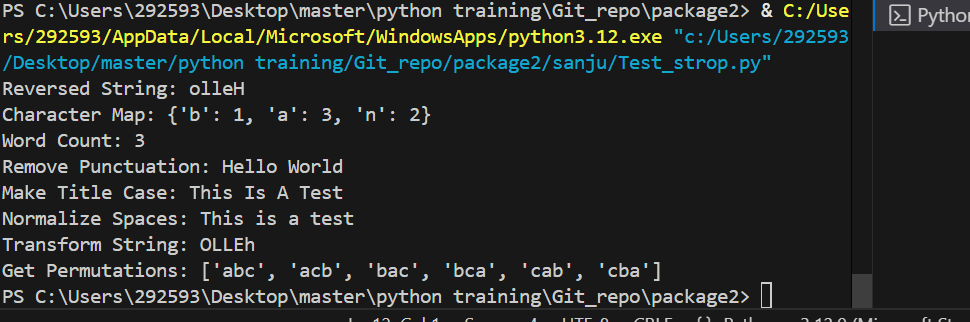 PS C:\Users\292593\Desktop\master\python training\Git_repo\package2> & C:/Use
rs/292593/AppData/Local/Microsoft/WindowsApps/python3.12.exe "c:/Users/292593
/Desktop/master/python training/Git_repo/package2/sanju/Test_strop.py"
Reversed String: olleH
Character Map: {'b': 1, 'a': 3, 'n': 2}
Word Count: 3
Remove Punctuation: Hello World
Make Title Case: This Is A Test
Normalize Spaces: This is a test
Transform String: OLLEh
Get Permutations: ['abc', 'acb', 'bac', 'bca', 'cab', 'cba']
PS C:\Users\292593\Desktop\master\python training\Git_repo\package2>
Python